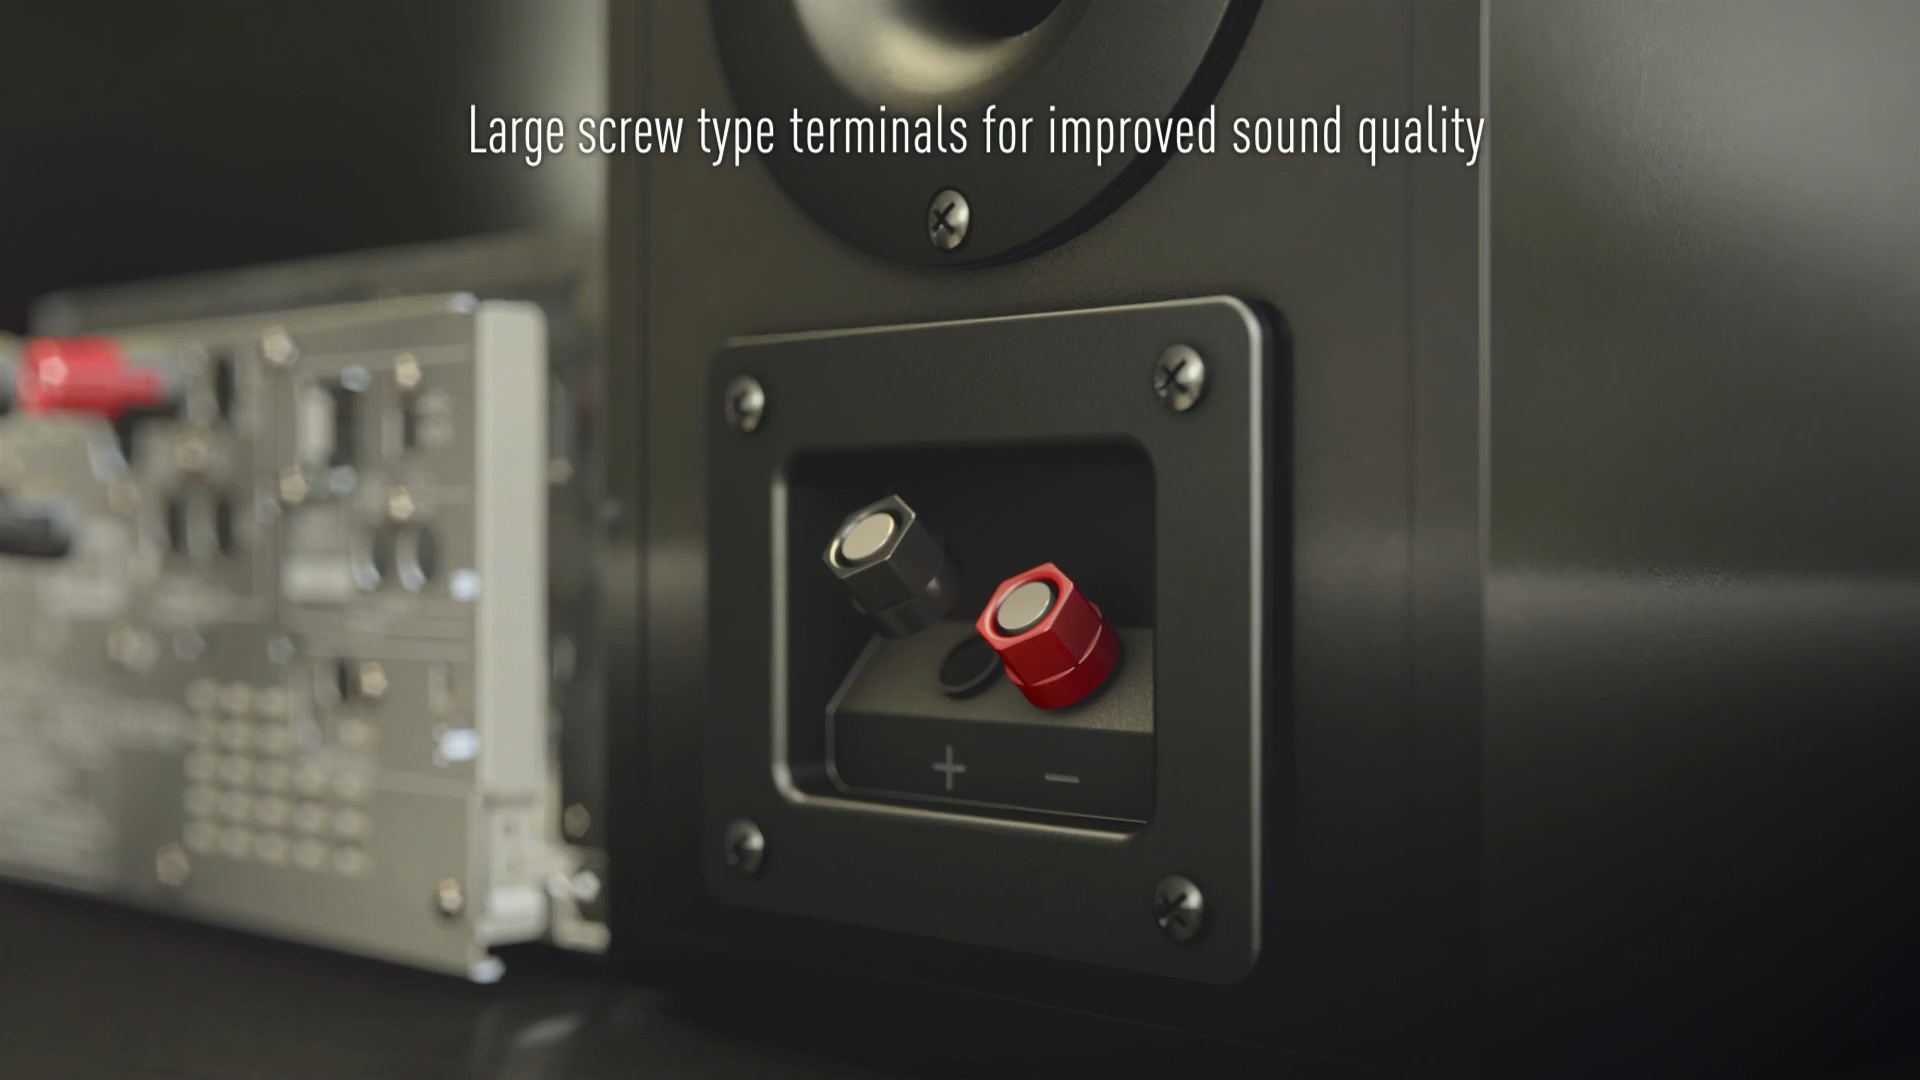 Large screw type terminals for improved sound quality
+ −